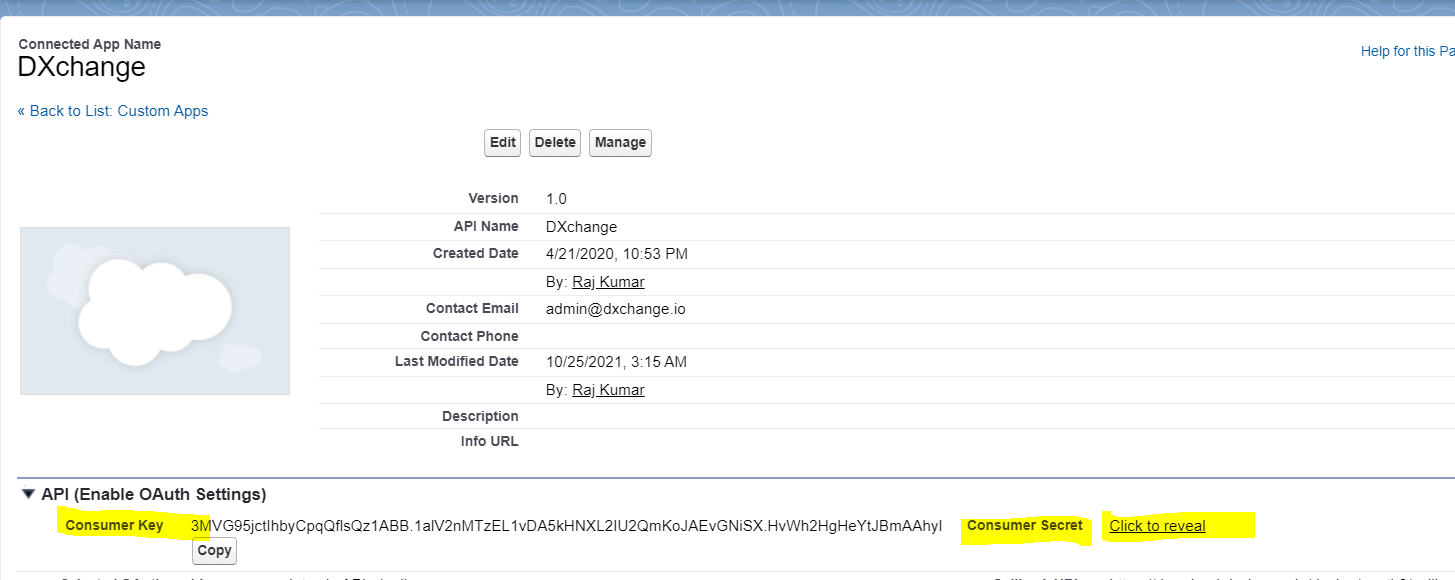 Connected App Name
DXchange
Help for this Pa
« Back to List: Custom Apps
Edit Delete Manage
Version 1.0
API Name DXchange
Created Date 4/21/2020, 10:53 PM
By: Raj Kumar
Contact Email admin@dxchange.io
Contact Phone
Last Modified Date 10/25/2021, 3:15 AM
By: Raj Kumar
Description
Info URL
API (Enable OAuth Settings)
Consumer Key 3MVG95jctIhbyCpqQflsQz1ABB.1alV2nMTzEL1vDA5kHNXL2IU2QmKoJAEvGNiSX.HvWh2HgHeYtJBmAAhyI Consumer Secret Click to reveal
Copy